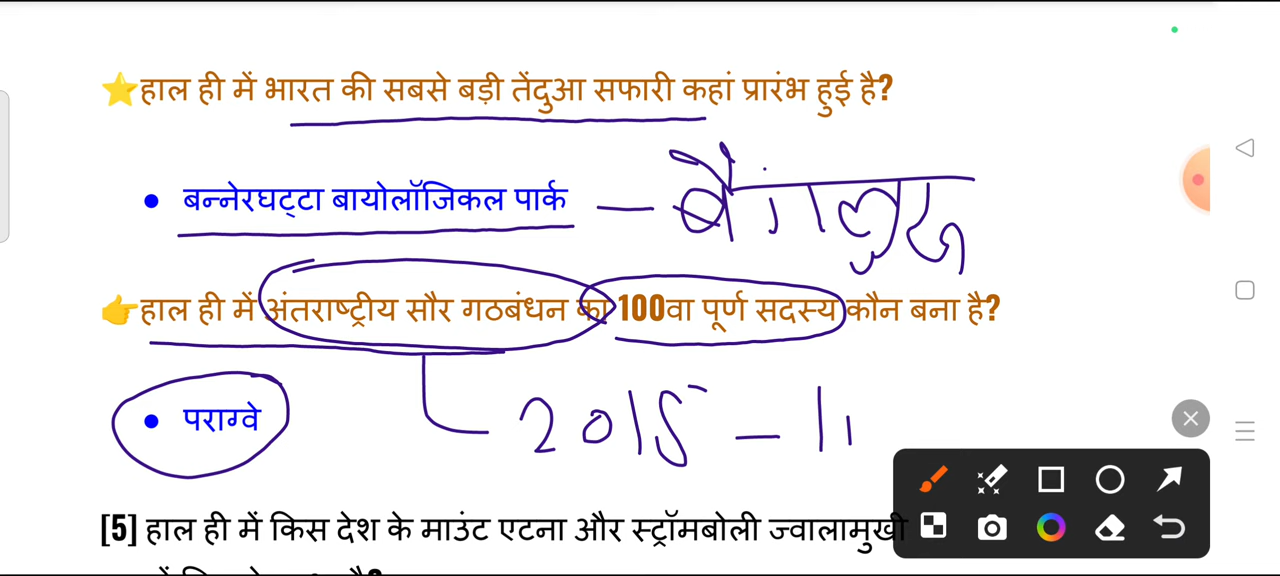 ⭐हाल ही में भारत की सबसे बड़ी तेंदुआ सफारी कहां प्रारंभ हुई है?
• बन्नेरघट्टा बायोलॉजिकल पार्क — बेंगलुरु
👉हाल ही में अंतराष्ट्रीय सौर गठबंधन का 100वा पूर्ण सदस्य कौन बना है?
• पराग्वे
2015 –
[5] हाल ही में किस देश के माउंट एटना और स्ट्रॉमबोली ज्वालामुखी